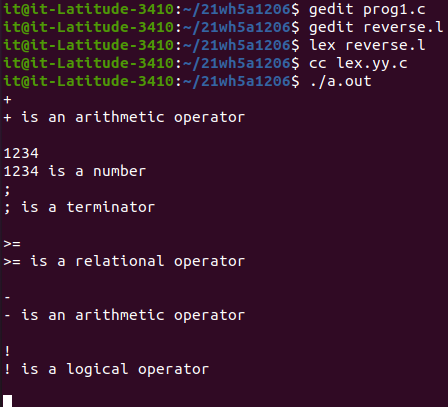 it@it-Latitude-3410:~/21wh5a1206$ gedit prog1.c
it@it-Latitude-3410:~/21wh5a1206$ gedit reverse.l
it@it-Latitude-3410:~/21wh5a1206$ lex reverse.l
it@it-Latitude-3410:~/21wh5a1206$ cc lex.yy.c
it@it-Latitude-3410:~/21wh5a1206$ ./a.out
+
+ is an arithmetic operator
1234
1234 is a number
;
; is a terminator
>=
>= is a relational operator
-
- is an arithmetic operator
!
! is a logical operator